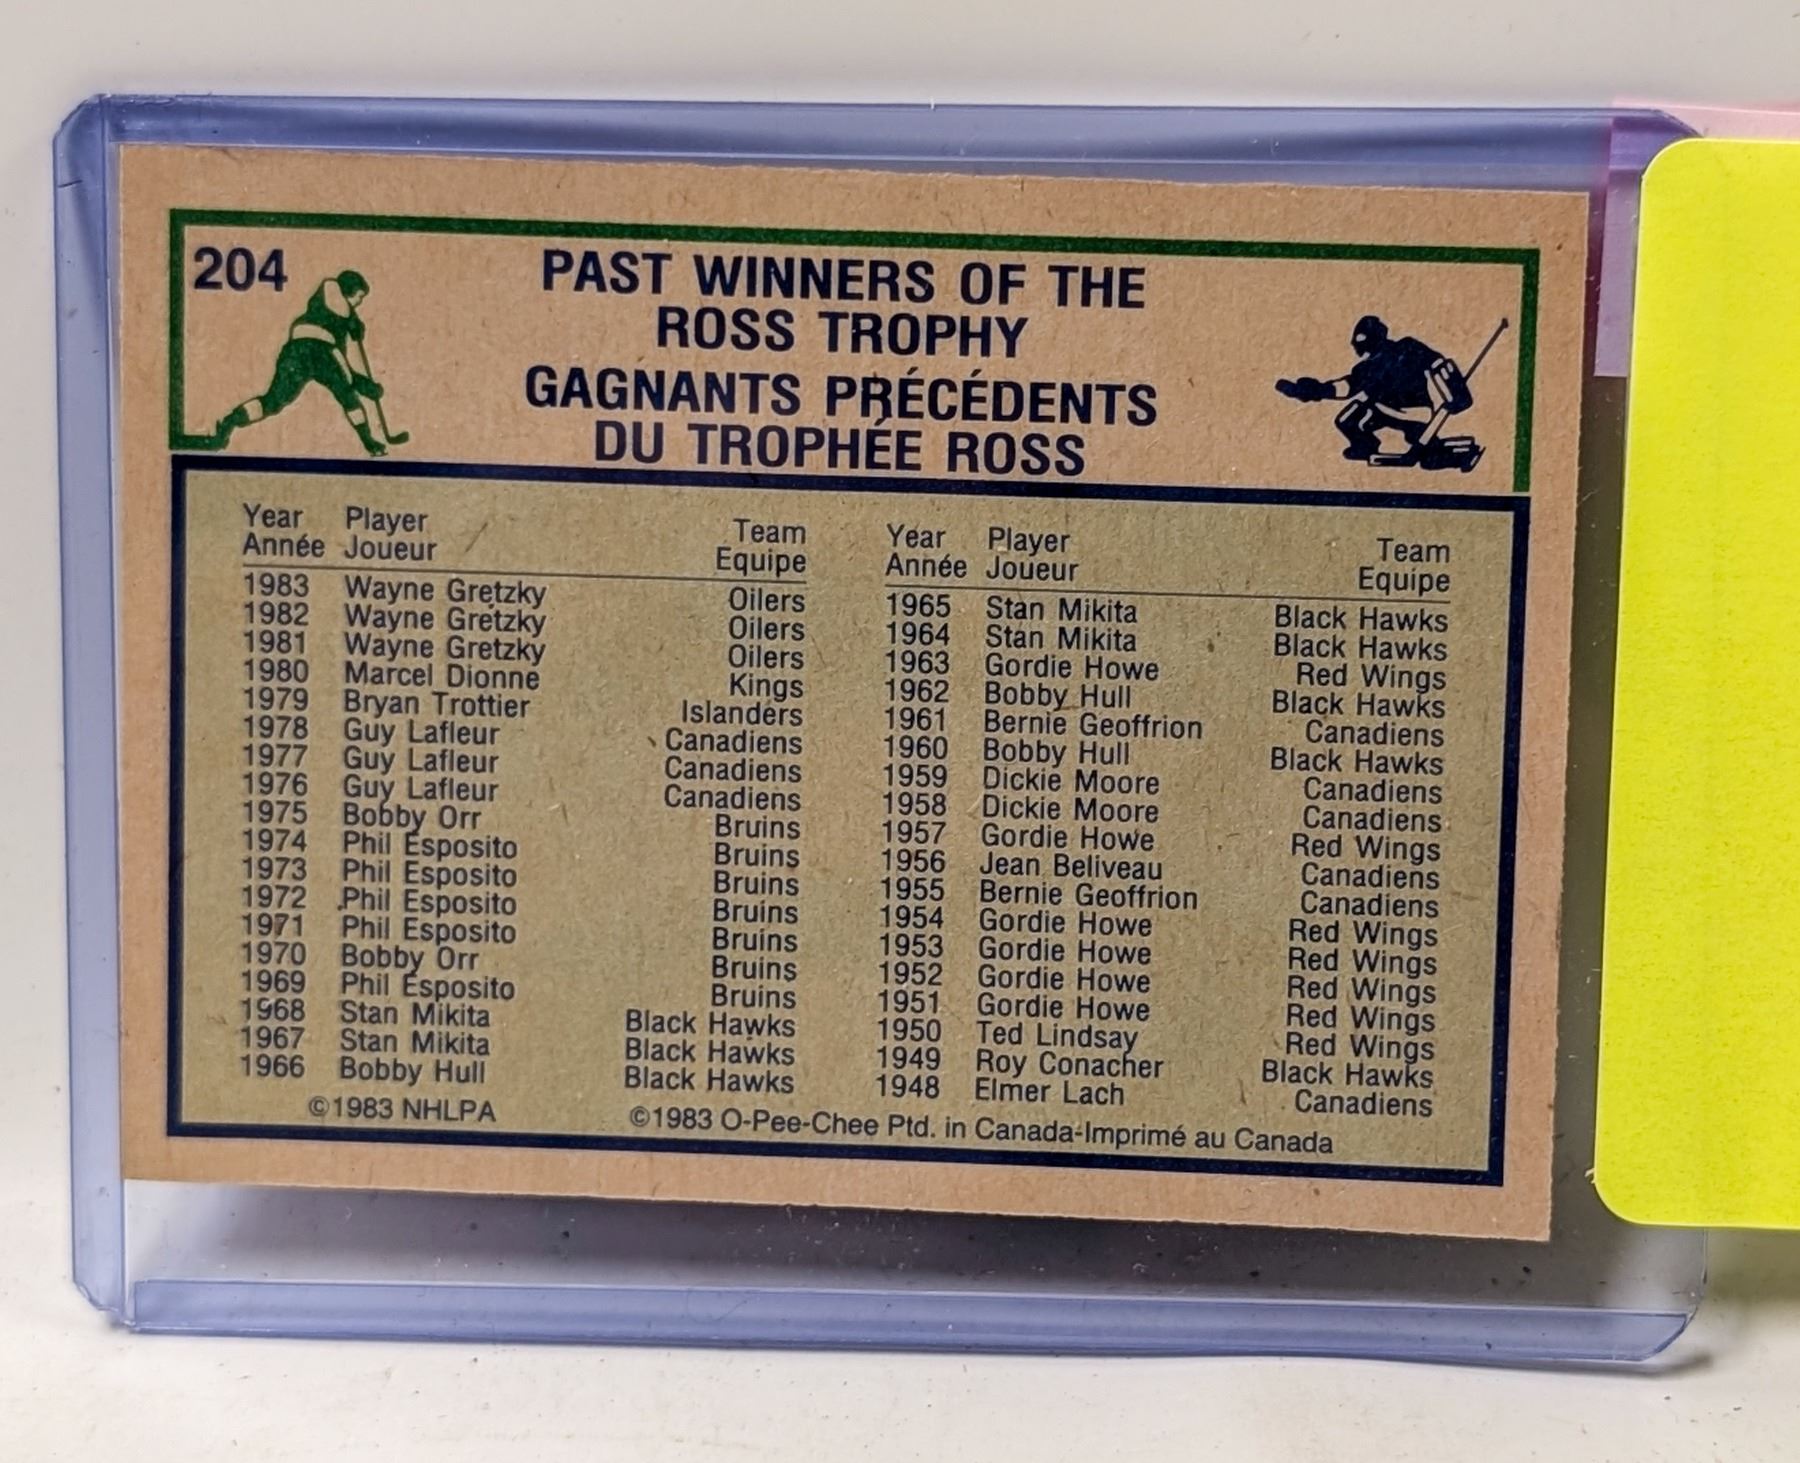 204
PAST WINNERS OF THE
ROSS TROPHY
GAGNANTS PRÉCÉDENTS
DU TROPHÉE ROSS
Year Player Team
Année Joueur Equipe
1983 Wayne Gretzky Oilers
1982 Wayne Gretzky Oilers
1981 Wayne Gretzky Oilers
1980 Marcel Dionne Kings
1979 Bryan Trottier Islanders
1978 Guy Lafleur Canadiens
1977 Guy Lafleur Canadiens
1976 Guy Lafleur Canadiens
1975 Bobby Orr Bruins
1974 Phil Esposito Bruins
1973 Phil Esposito Bruins
1972 Phil Esposito Bruins
1971 Phil Esposito Bruins
1970 Bobby Orr Bruins
1969 Phil Esposito Bruins
1968 Stan Mikita Black Hawks
1967 Stan Mikita Black Hawks
1966 Bobby Hull Black Hawks
Year Player Team
Année Joueur Equipe
1965 Stan Mikita Black Hawks
1964 Stan Mikita Black Hawks
1963 Gordie Howe Red Wings
1962 Bobby Hull Black Hawks
1961 Bernie Geoffrion Canadiens
1960 Bobby Hull Black Hawks
1959 Dickie Moore Canadiens
1958 Dickie Moore Canadiens
1957 Gordie Howe Red Wings
1956 Jean Beliveau Canadiens
1955 Bernie Geoffrion Canadiens
1954 Gordie Howe Red Wings
1953 Gordie Howe Red Wings
1952 Gordie Howe Red Wings
1951 Gordie Howe Red Wings
1950 Ted Lindsay Red Wings
1949 Roy Conacher Black Hawks
1948 Elmer Lach Canadiens
©1983 NHLPA ©1983 O-Pee-Chee Ptd. in Canada-Imprimé au Canada